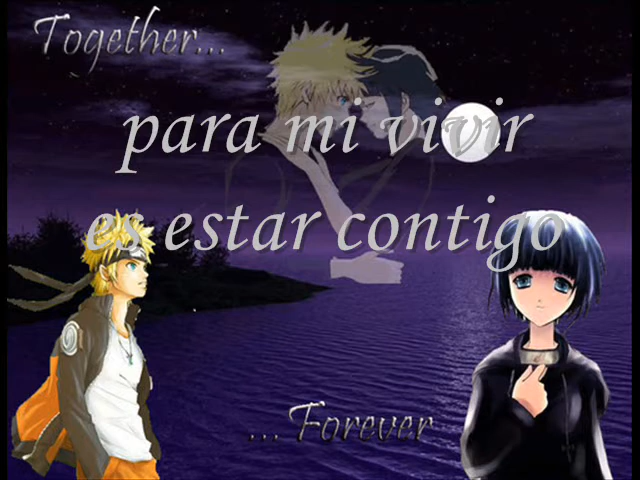 Together...
para mi vivir
es estar contigo
...Forever